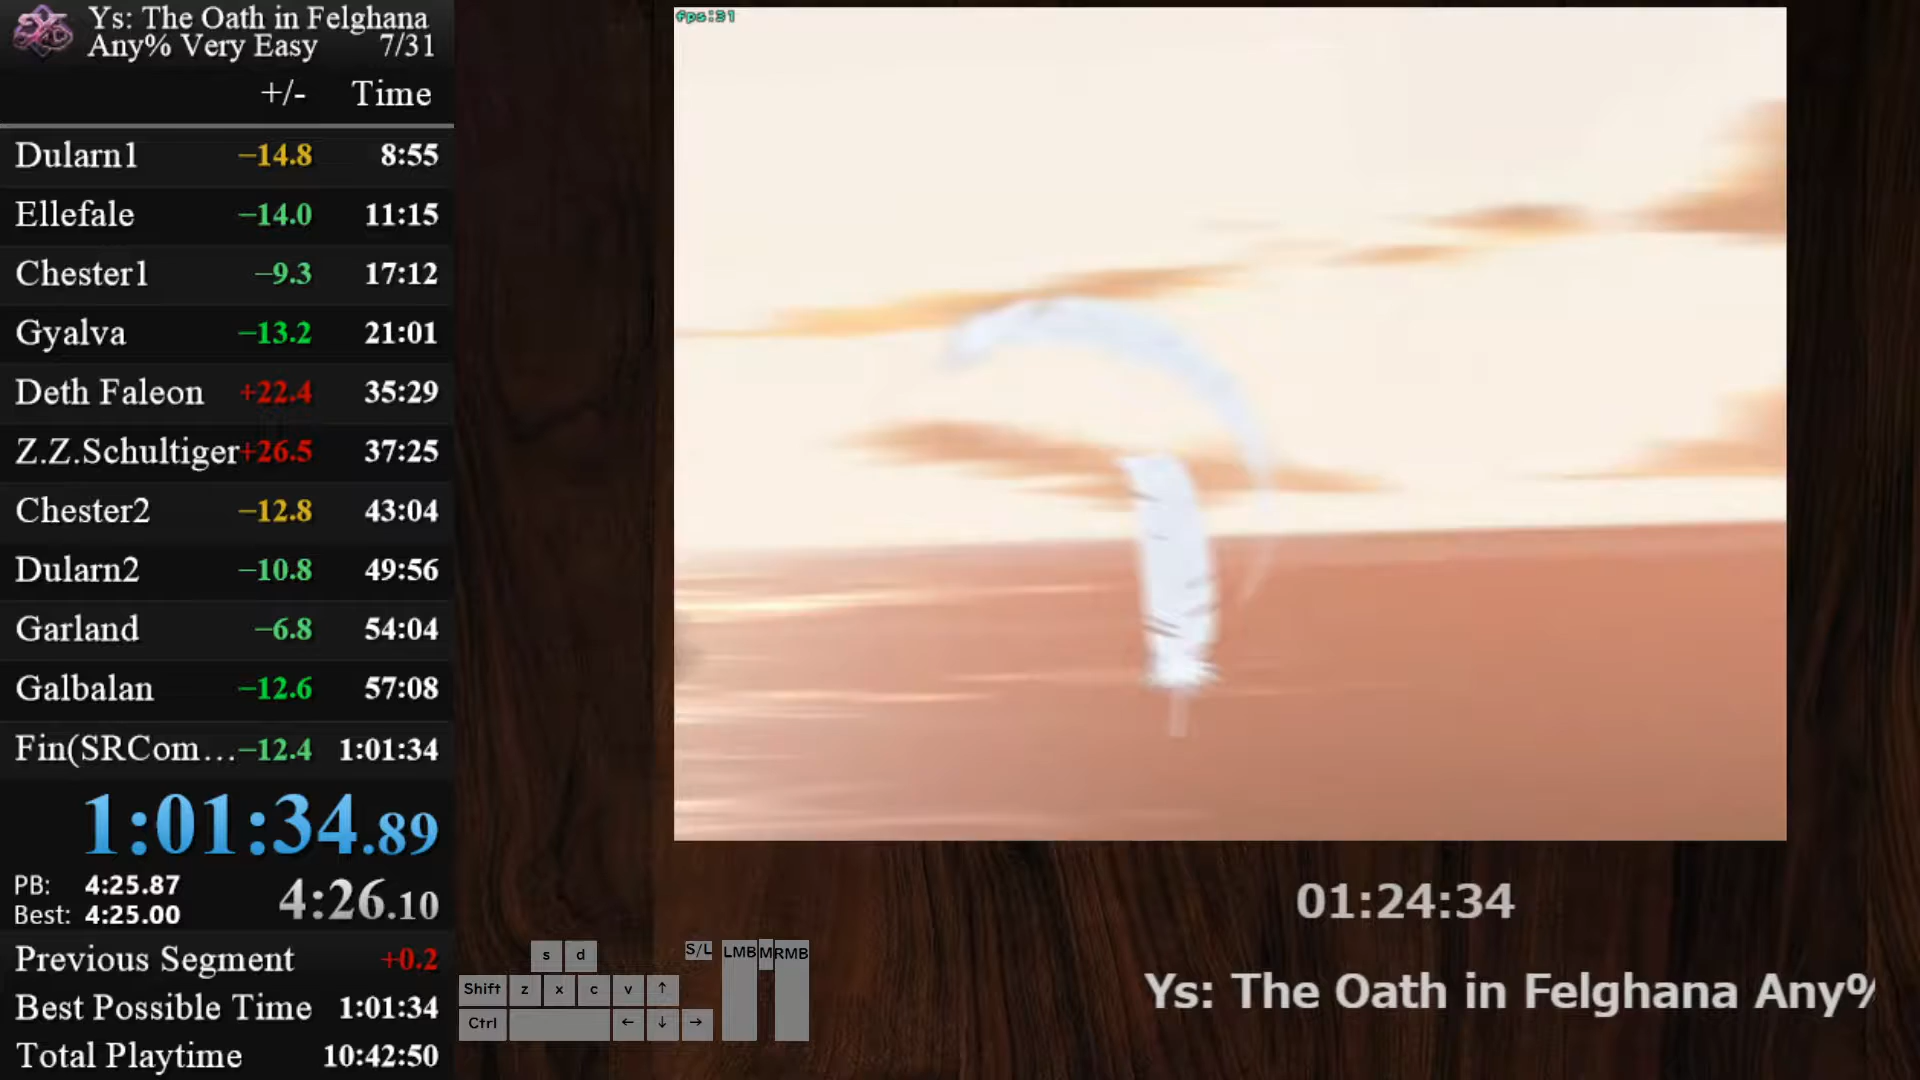 Ys: The Oath in Felghana
Any% Very Easy 7/31
+/- Time
Dularn1 −14.8 8:55
Ellefale −14.0 11:15
Chester1 −9.3 17:12
Gyalva −13.2 21:01
Deth Faleon +22.4 35:29
Z.Z.Schultiger +26.5 37:25
Chester2 −12.8 43:04
Dularn2 −10.8 49:56
Garland −6.8 54:04
Galbalan −12.6 57:08
Fin(SRCom... −12.4 1:01:34
1:01:34.89
PB: 4:25.87
Best: 4:25.00
4:26.10
Previous Segment +0.2
Best Possible Time 1:01:34
Total Playtime 10:42:50
fps:31
s d S/L LMB M RMB
Shift z x c v ↑
Ctrl ← ↓ →
01:24:34
Ys: The Oath in Felghana Any%